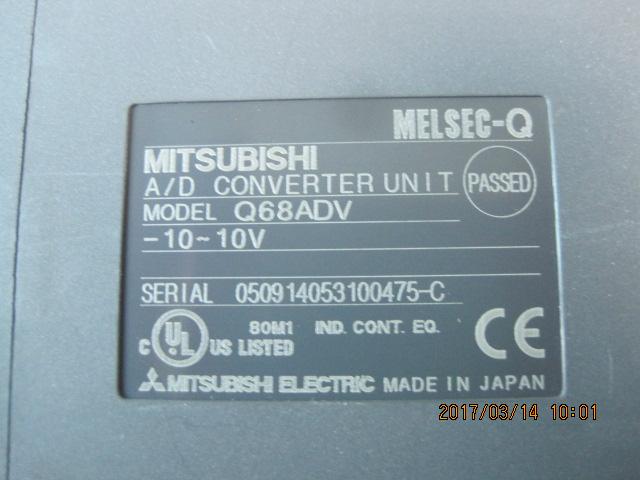 MELSEC-Q
MITSUBISHI
A/D CONVERTER UNIT
PASSED
MODEL Q68ADV
-10~10V
SERIAL 050914053100475-C
C UL US LISTED
80M1 IND. CONT. EQ.
CE
MITSUBISHI ELECTRIC MADE IN JAPAN
2017/03/14 10:01